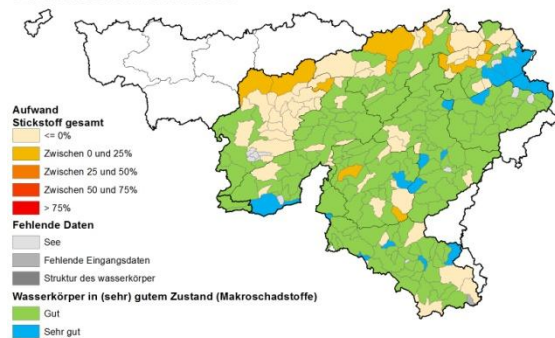 Aufwand
Stickstoff gesamt
<= 0%
Zwischen 0 und 25%
Zwischen 25 und 50%
Zwischen 50 und 75%
> 75%
Fehlende Daten
See
Fehlende Eingangsdaten
Struktur des wasserkörper
Wasserkörper in (sehr) gutem Zustand (Makroschadstoffe)
Gut
Sehr gut